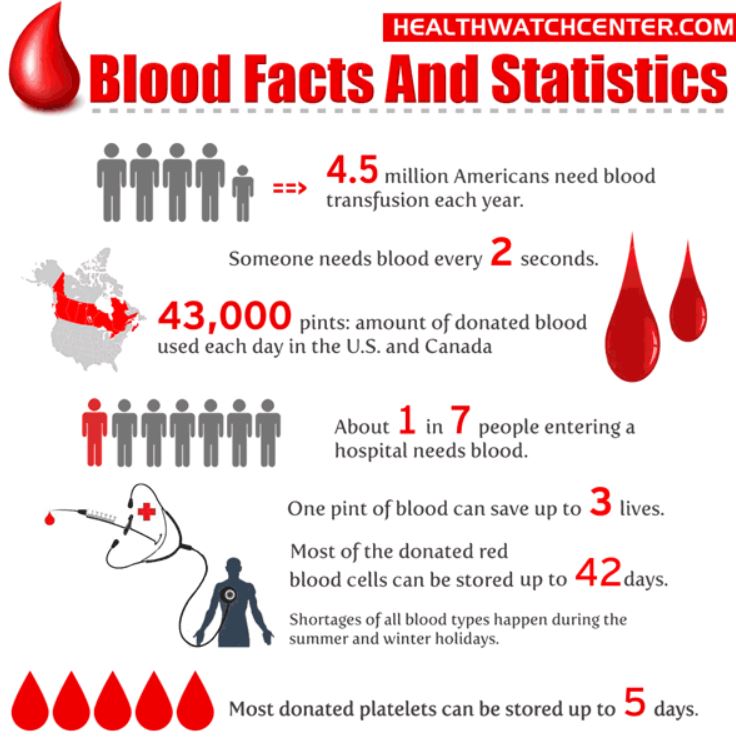 HEALTHWATCHCENTER.COM
Blood Facts And Statistics
==> 4.5 million Americans need blood
transfusion each year.
Someone needs blood every 2 seconds.
43,000 pints: amount of donated blood
used each day in the U.S. and Canada
About 1 in 7 people entering a
hospital needs blood.
One pint of blood can save up to 3 lives.
Most of the donated red
blood cells can be stored up to 42 days.
Shortages of all blood types happen during the
summer and winter holidays.
Most donated platelets can be stored up to 5 days.